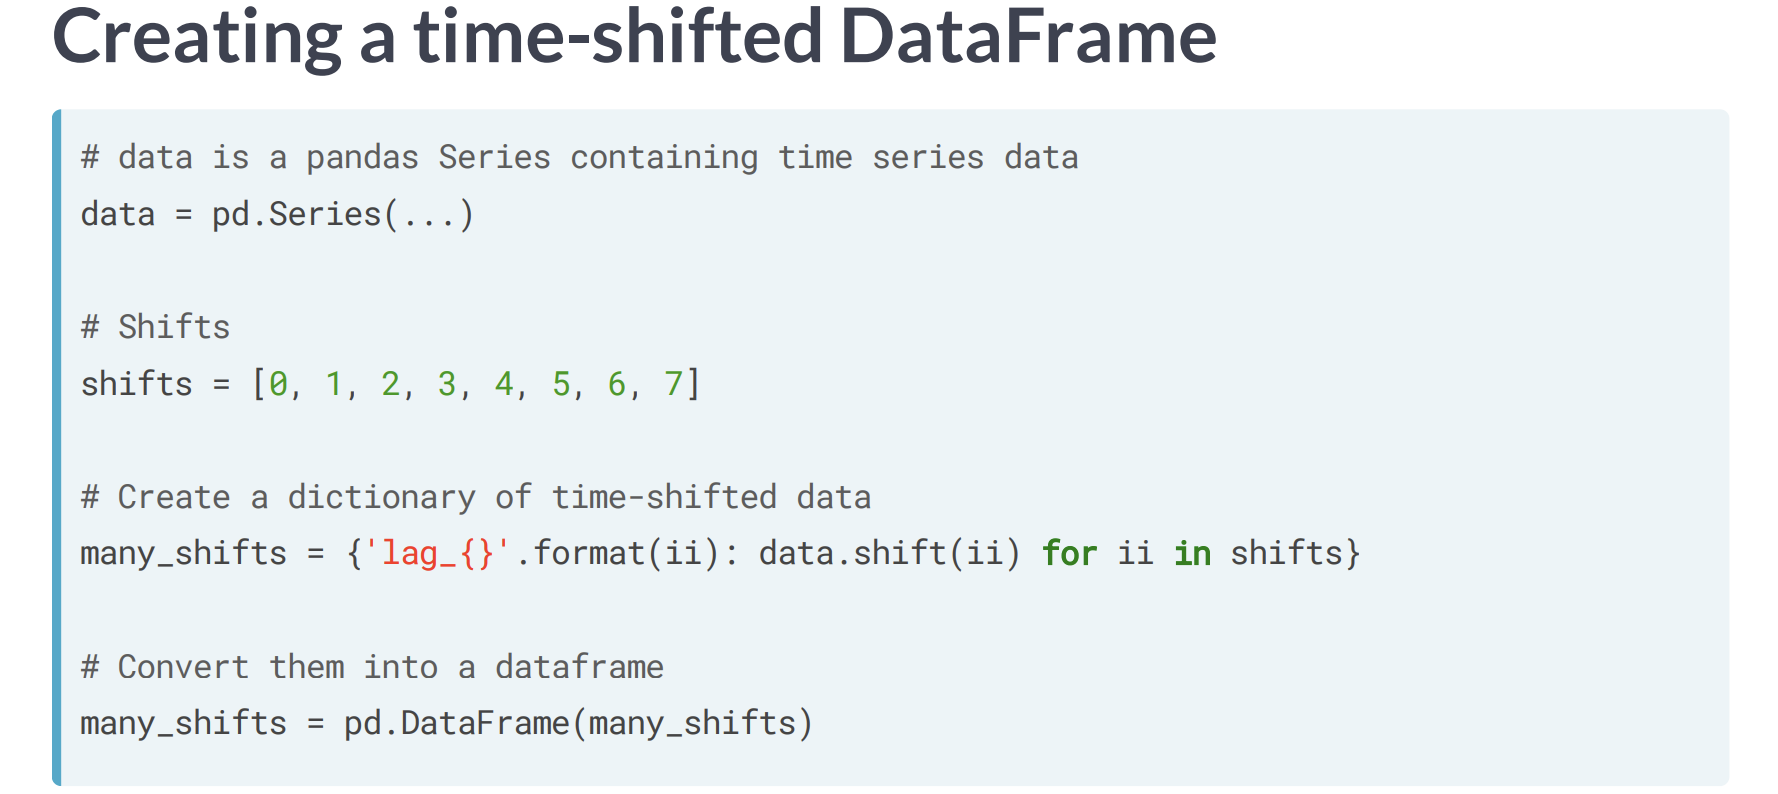 Creating a time-shifted DataFrame
# data is a pandas Series containing time series data
data = pd.Series(...)
# Shifts
shifts = [0, 1, 2, 3, 4, 5, 6, 7]
# Create a dictionary of time-shifted data
many_shifts = {'lag_{}'.format(ii): data.shift(ii) for ii in shifts}
# Convert them into a dataframe
many_shifts = pd.DataFrame(many_shifts)